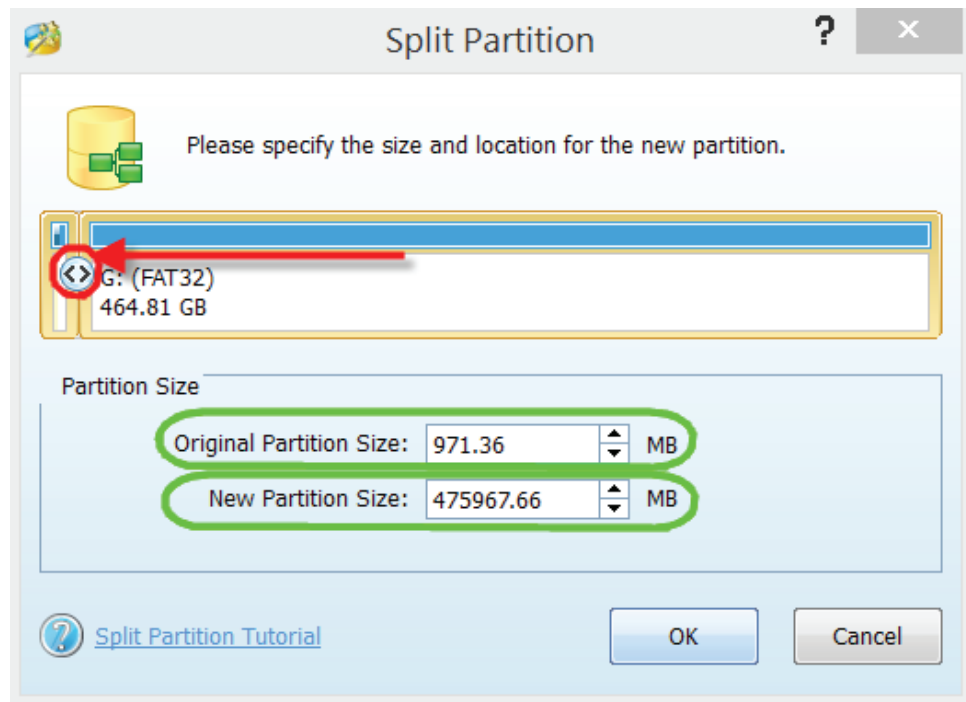 Split Partition
?
×
Please specify the size and location for the new partition.
G: (FAT32)
464.81 GB
Partition Size
Original Partition Size: 971.36 MB
New Partition Size: 475967.66 MB
? Split Partition Tutorial
OK
Cancel